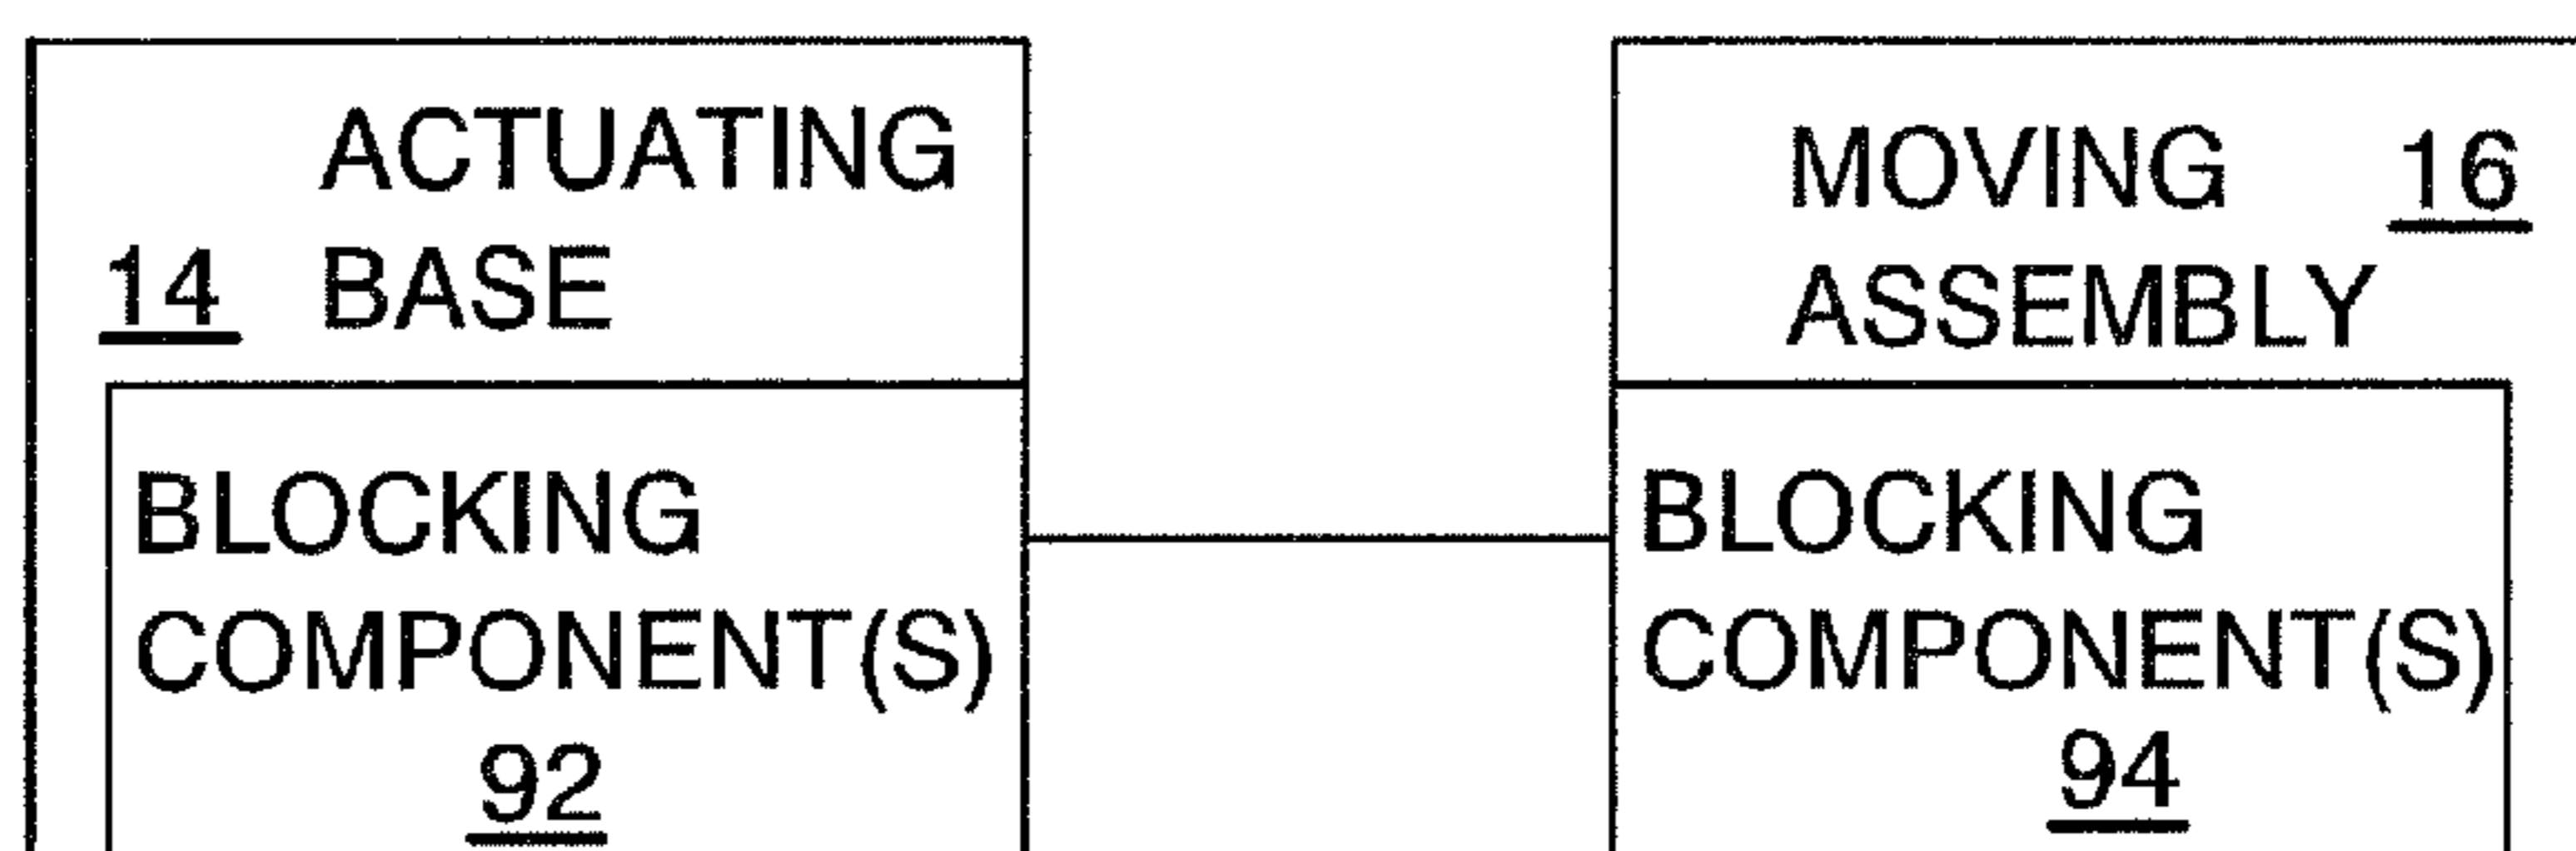 ACTUATING
14 BASE
BLOCKING
COMPONENT(S)
92
MOVING 16
ASSEMBLY
BLOCKING
COMPONENT(S)
94